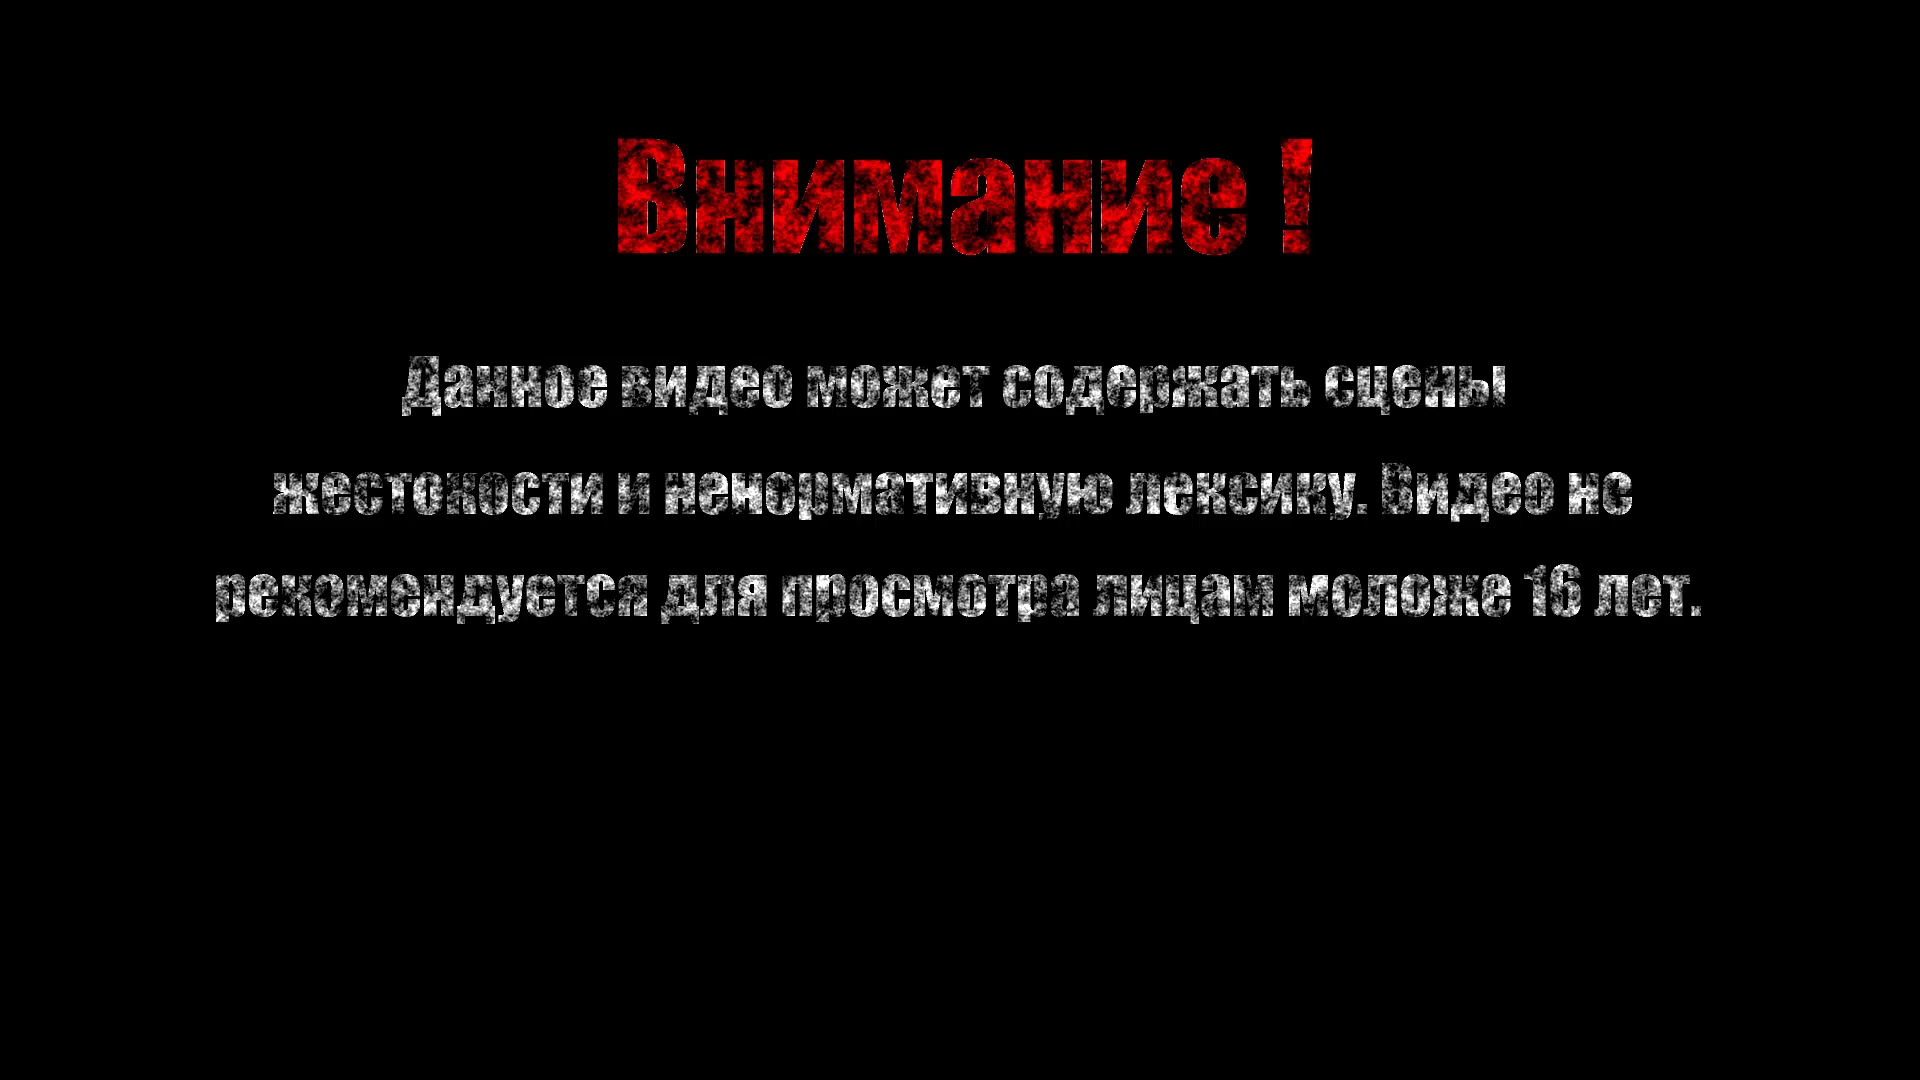 Внимание !
Данное видео может содержать сцены
жестокости и ненормативную лексику. Видео не
рекомендуется для просмотра лицам моложе 16 лет.